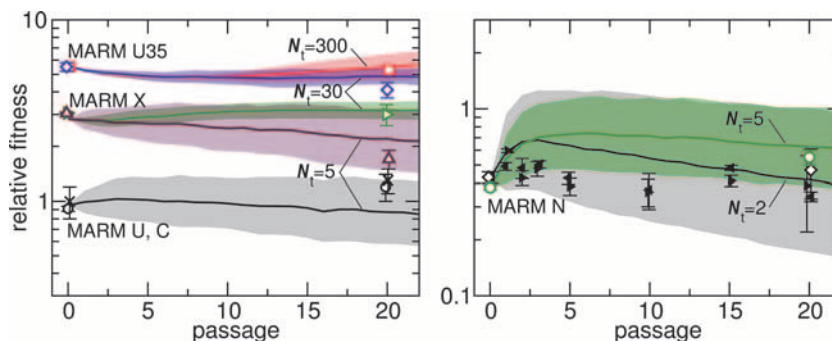 10
MARM U35
N_t=300
N_t=30
MARM X
1
N_t=5
MARM U, C
relative fitness
0
5
10
15
20
passage
1
N_t=5
MARM N
N_t=2
0.1
0
5
10
15
20
passage